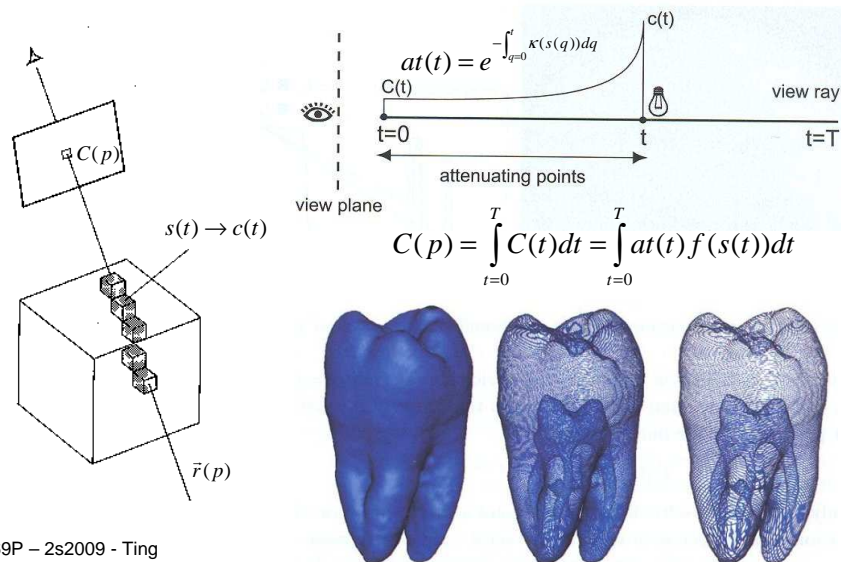 C(p)
s(t) → c(t)
r⃗(p)
at(t) = e^{-∫_{q=0}^{t} κ(s(q))dq}
c(t)
C(t)
view ray
t=0
t
t=T
attenuating points
view plane
C(p) = ∫_{t=0}^{T} C(t)dt = ∫_{t=0}^{T} at(t) f(s(t))dt
9P – 2s2009 - Ting